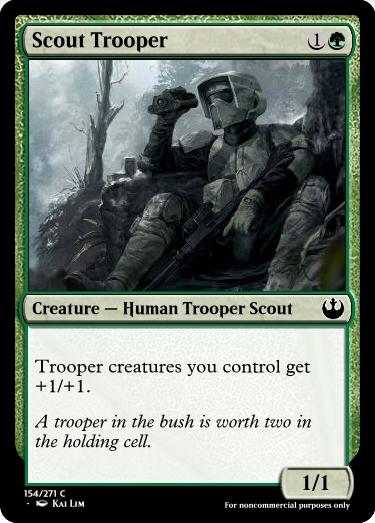 Scout Trooper 1
Creature — Human Trooper Scout
Trooper creatures you control get
+1/+1.
A trooper in the bush is worth two in
the holding cell.
1/1
154/271 C
· Kai Lim
For noncommercial purposes only